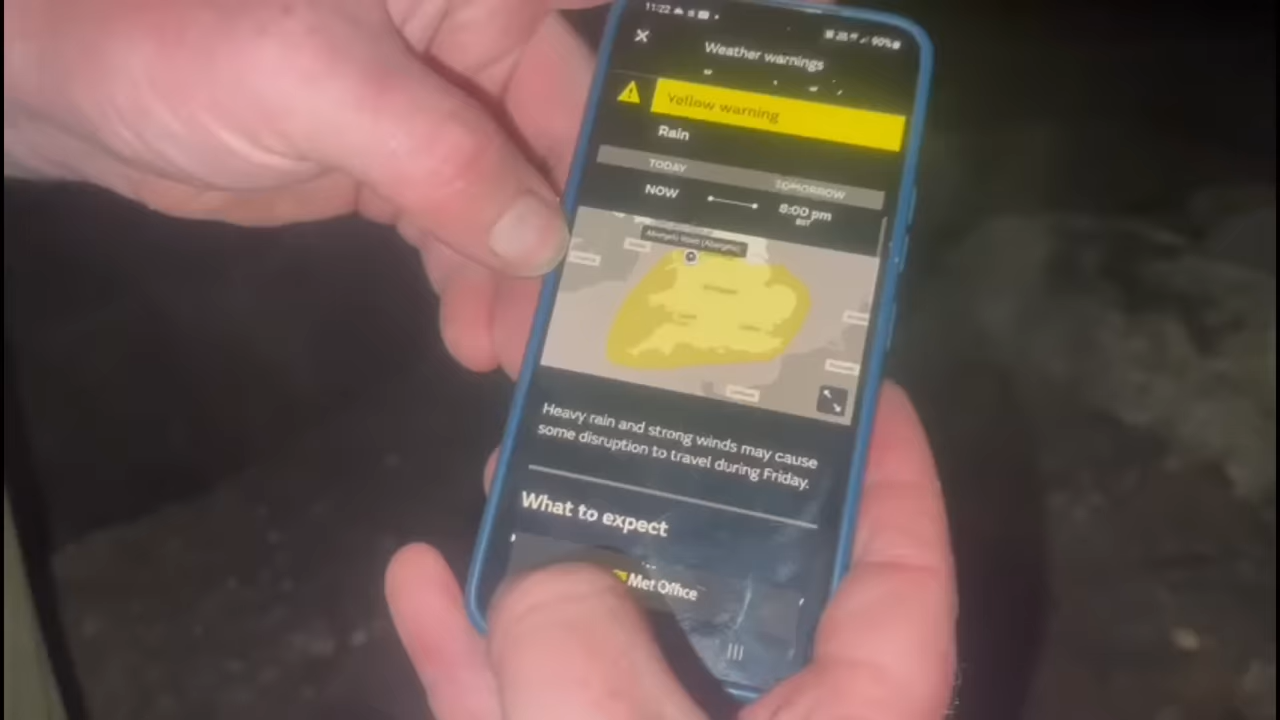 11:22
90%
Weather warnings
Yellow warning
Rain
TODAY
TOMORROW
NOW
8:00 pm
BST
Heavy rain and strong winds may cause
some disruption to travel during Friday.
What to expect
Met Office